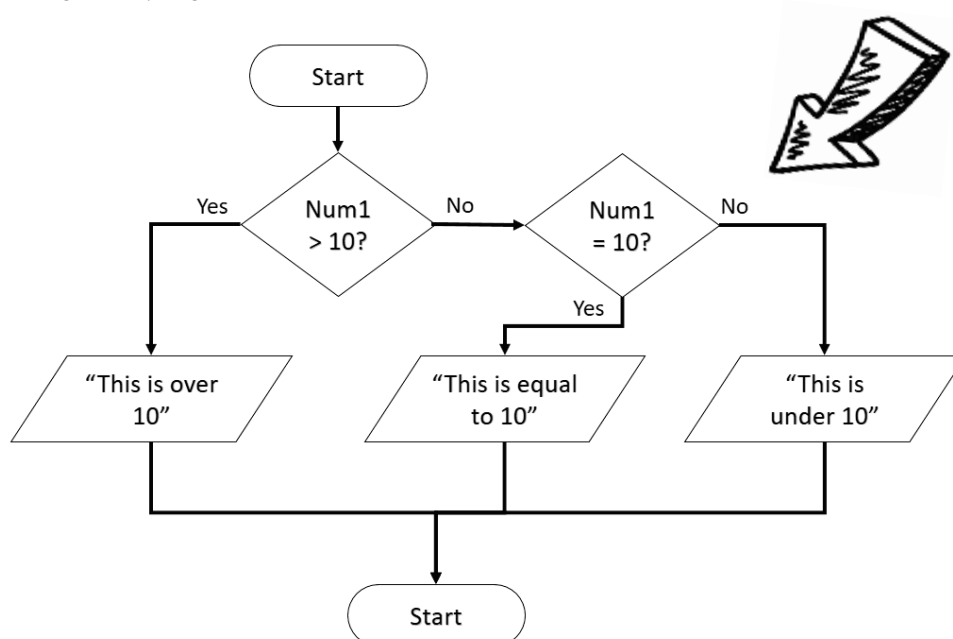 Start
Yes
Num1
> 10?
No
Num1
= 10?
No
Yes
“This is over
10”
“This is equal
to 10”
“This is
under 10”
Start